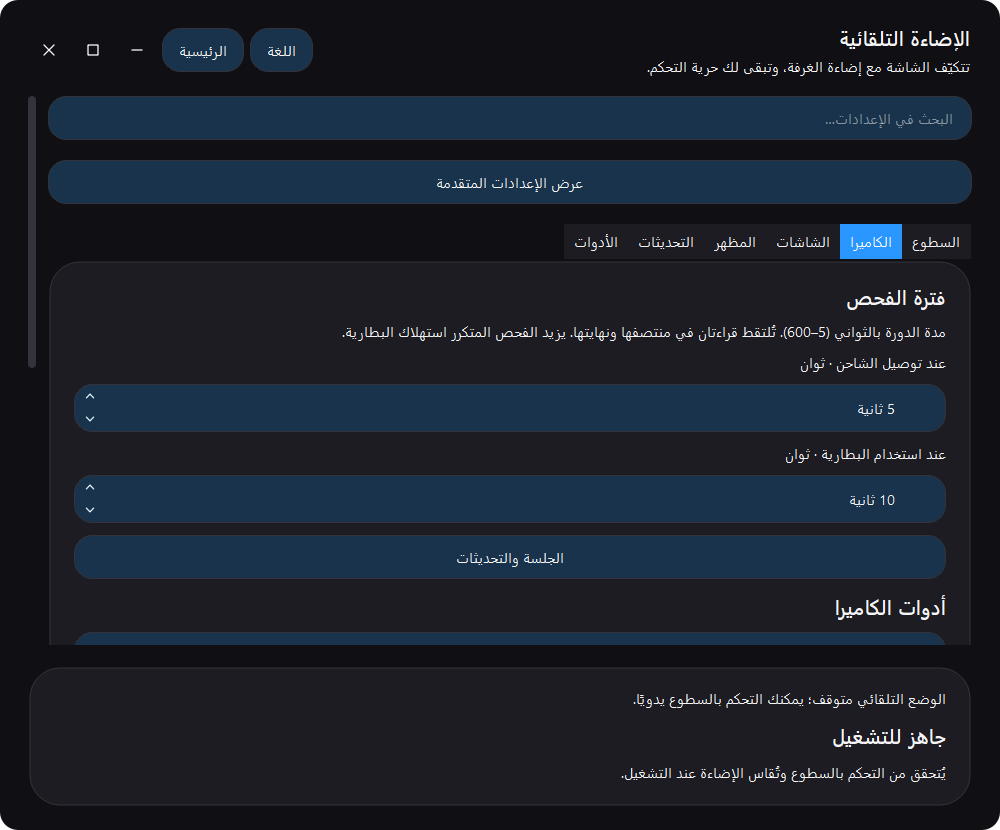 الإضاءة التلقائية
تتكيّف الشاشة مع إضاءة الغرفة، وتبقى لك حرية التحكم.
اللغة
الرئيسية
البحث في الإعدادات...
عرض الإعدادات المتقدمة
السطوع
الكاميرا
الشاشات
المظهر
التحديثات
الأدوات
فترة الفحص
مدة الدورة بالثواني (5–600). تُلتقط قراءتان في منتصفها ونهايتها. يزيد الفحص المتكرر استهلاك البطارية.
عند توصيل الشاحن · ثوان
5 ثانية
عند استخدام البطارية · ثوان
10 ثانية
الجلسة والتحديثات
أدوات الكاميرا
الوضع التلقائي متوقف؛ يمكنك التحكم بالسطوع يدويًا.
جاهز للتشغيل
يُتحقق من التحكم بالسطوع وتُقاس الإضاءة عند التشغيل.